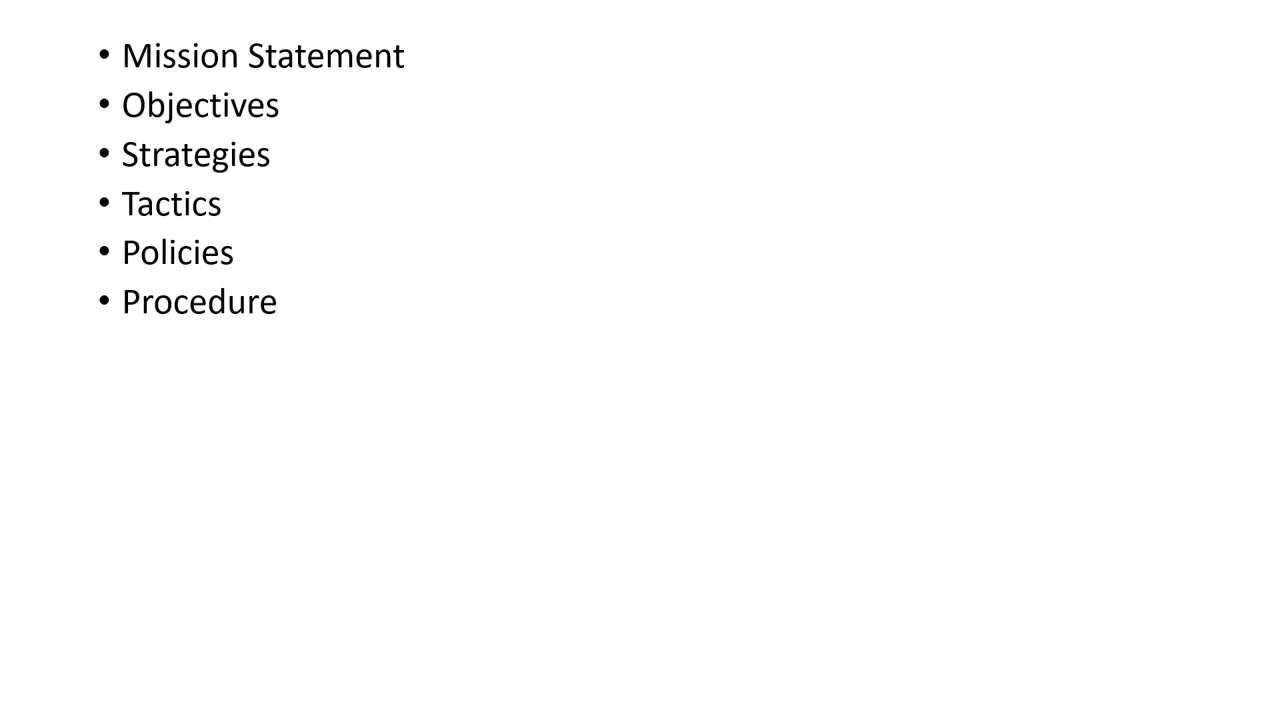 • Mission Statement
• Objectives
• Strategies
• Tactics
• Policies
• Procedure